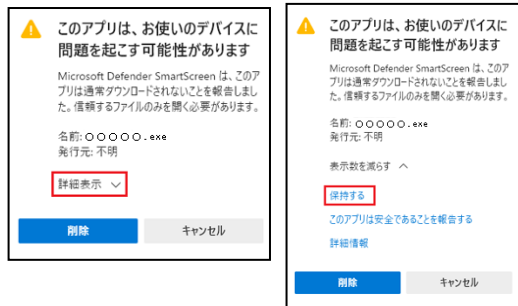 このアプリは、お使いのデバイスに
問題を起こす可能性があります
Microsoft Defender SmartScreen は、このア
プリは通常ダウンロードされないことを報告しまし
た。信頼するファイルのみを開く必要があります。
名前: ○○○○○.exe
発行元: 不明
詳細表示
削除
キャンセル
このアプリは、お使いのデバイスに
問題を起こす可能性があります
Microsoft Defender SmartScreen は、このア
プリは通常ダウンロードされないことを報告しまし
た。信頼するファイルのみを開く必要があります。
名前: ○○○○○.exe
発行元: 不明
表示数を減らす
保持する
このアプリは安全であることを報告する
詳細情報
削除
キャンセル